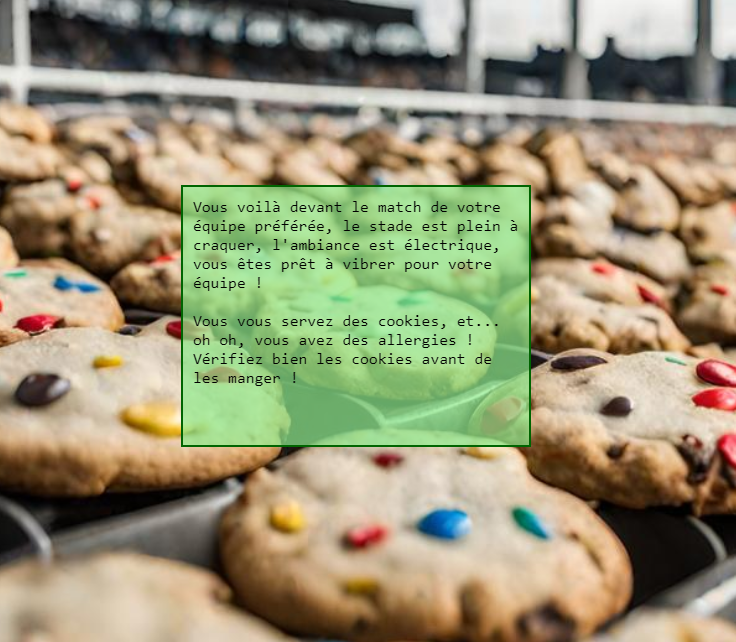 Vous voilà devant le match de votre
équipe préférée, le stade est plein à
craquer, l'ambiance est électrique,
vous êtes prêt à vibrer pour votre
équipe !
Vous vous servez des cookies, et...
oh oh, vous avez des allergies !
Vérifiez bien les cookies avant de
les manger !